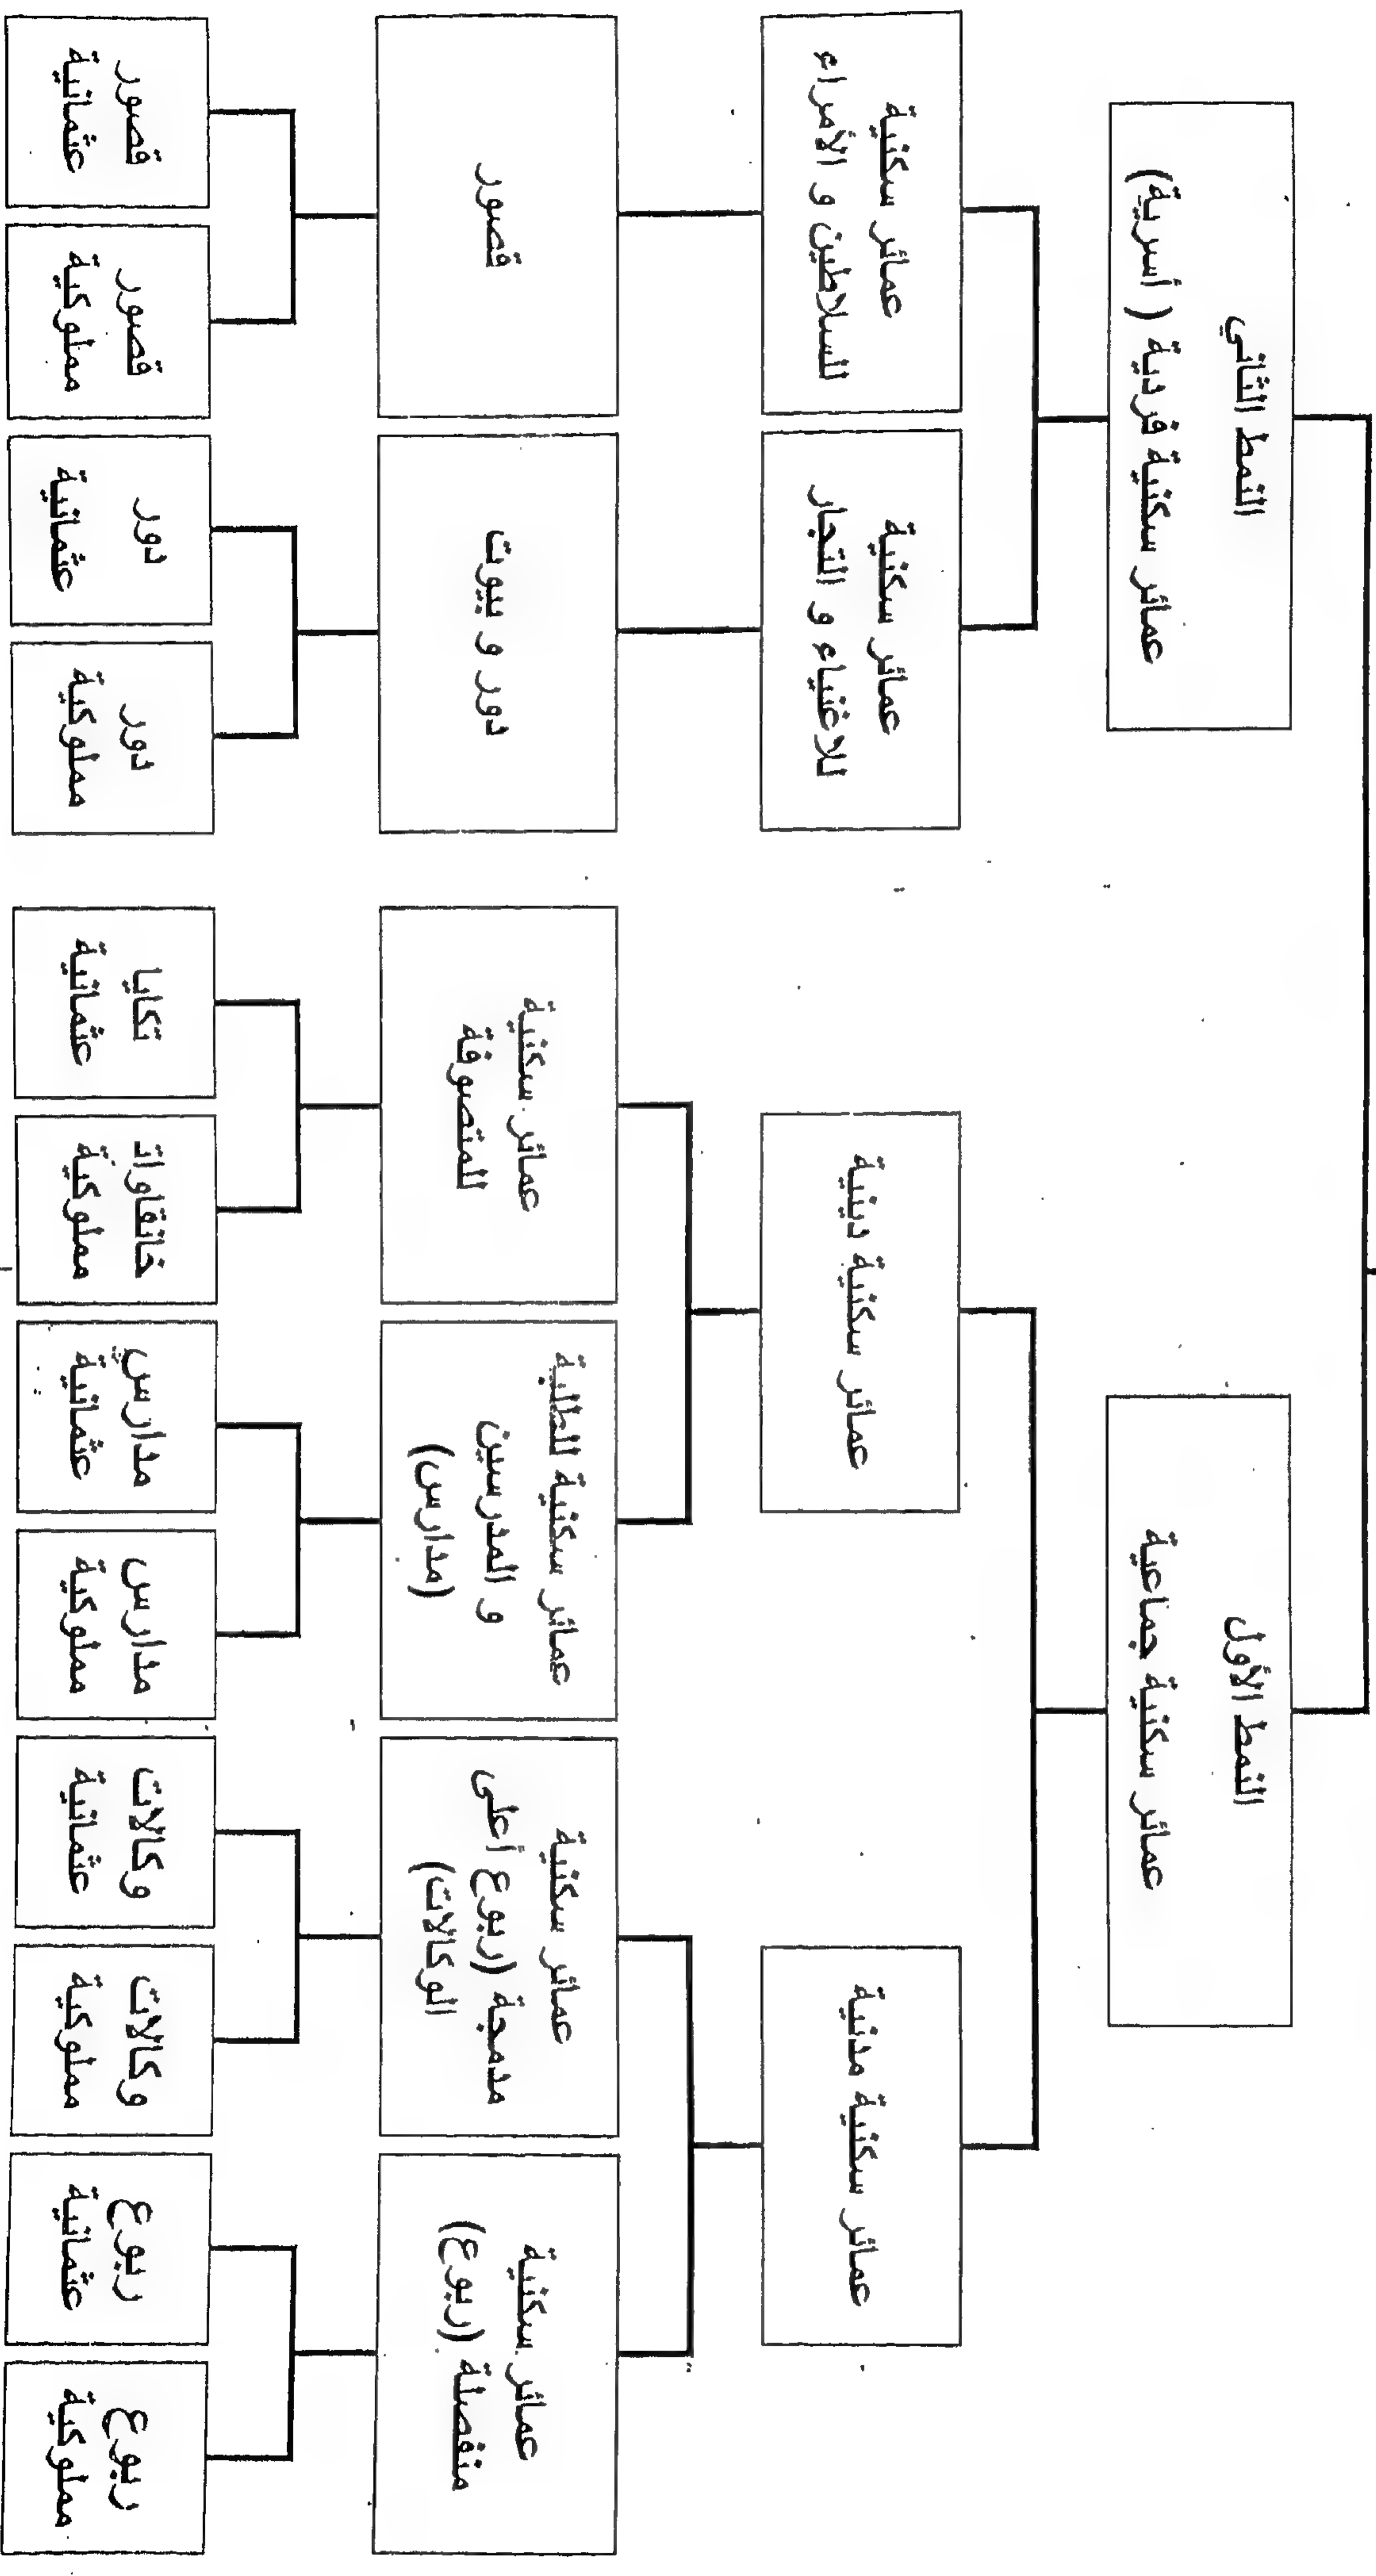 النمط الأول
عمائر سكنية جماعية
النمط الثاني
عمائر سكنية فردية ( أسرية)
عمائر سكنية مدنية
عمائر سكنية دينية
عمائر سكنية
للاغنياء و التجار
عمائر سكنية
للسلاطين و الأمراء
عمائر سكنية
منفصلة (ربوع)
عمائر سكنية
مدمجة (ربوع أعلى
الوكالات)
عمائر سكنية للطلبة
و المدرسين
(مدارس)
عمائر سكنية
للمتصوفة
دور و بيوت
قصور
ربوع
مملوكية
ربوع
عثمانية
وكالات
مملوكية
وكالات
عثمانية
مدارس
مملوكية
مدارس
عثمانية
خانقاوات
مملوكية
تكايا
عثمانية
دور
مملوكية
دور
عثمانية
قصور
مملوكية
قصور
عثمانية